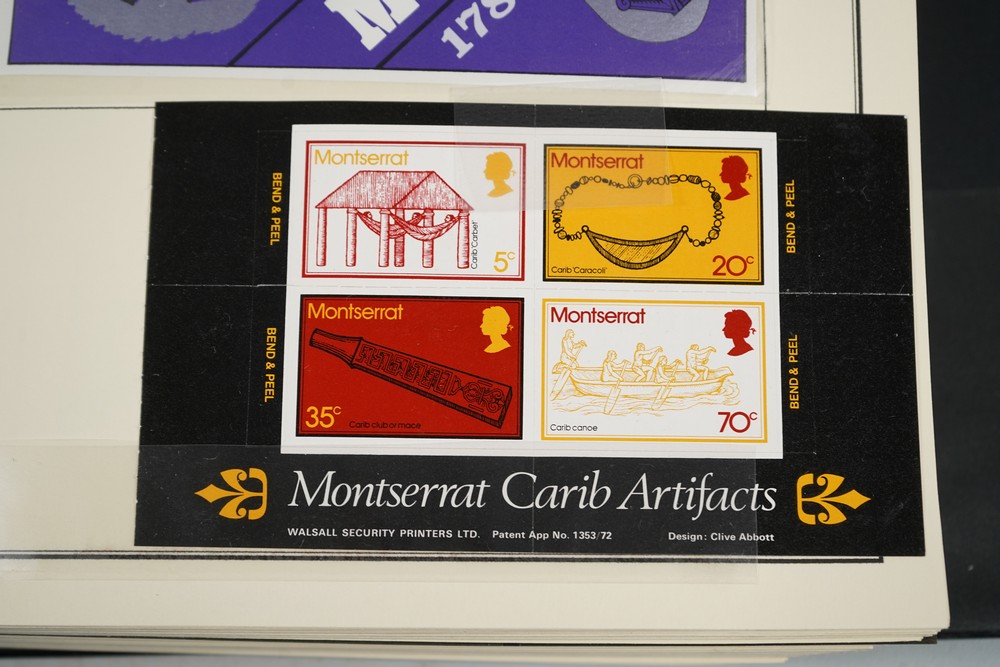 178
BEND & PEEL
Montserrat
Carib 'Carbet'
5c
Montserrat
Carib 'Caracoli'
20c
BEND & PEEL
BEND & PEEL
Montserrat
35c
Carib club or mace
Montserrat
Carib canoe
70c
BEND & PEEL
Montserrat Carib Artifacts
WALSALL SECURITY PRINTERS LTD. Patent App No. 1353/72 Design: Clive Abbott